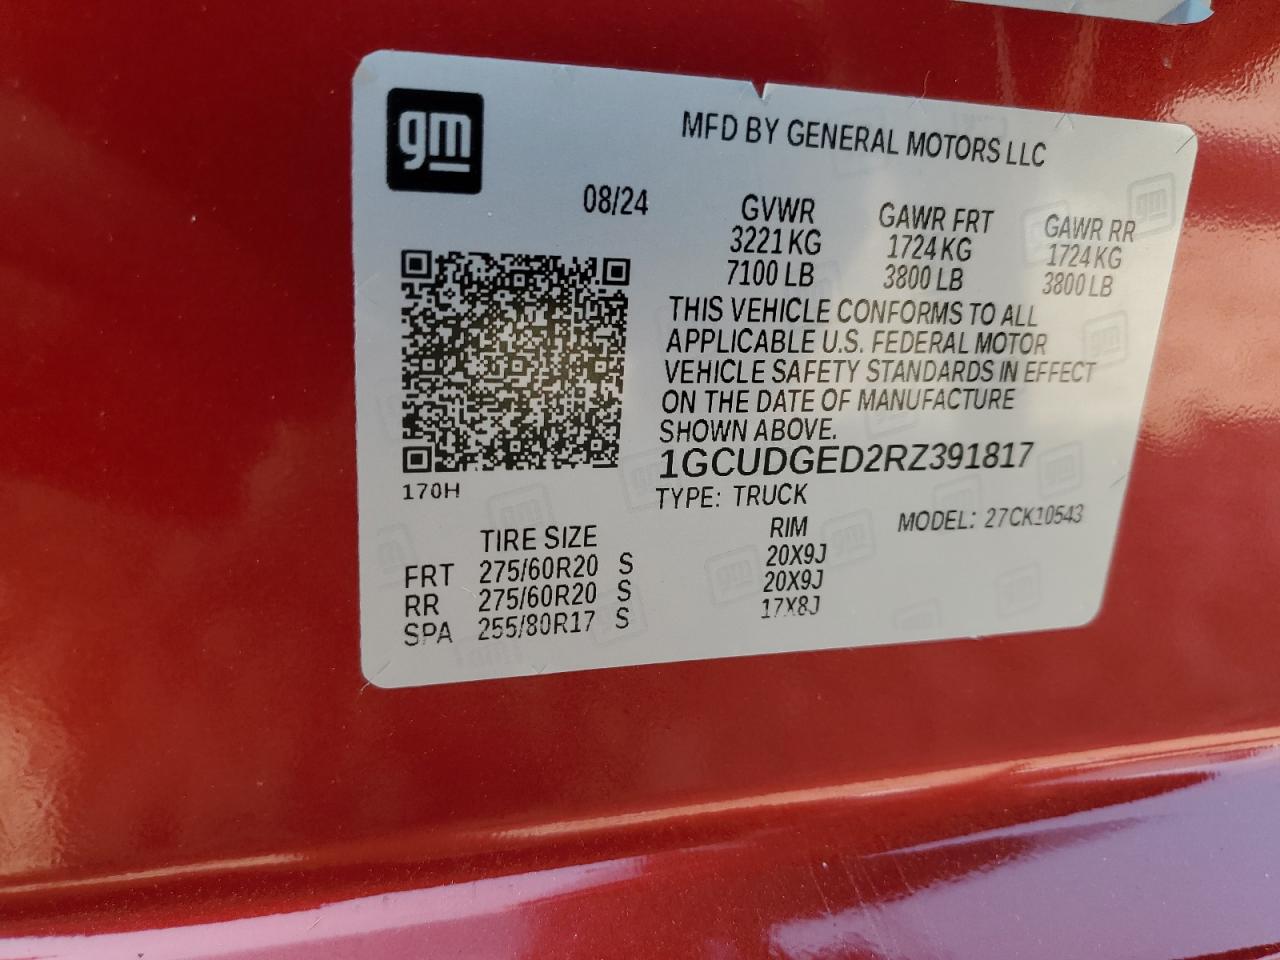 gm
MFD BY GENERAL MOTORS LLC
08/24
GVWR GAWR FRT GAWR RR
3221 KG 1724 KG 1724 KG
7100 LB 3800 LB 3800 LB
THIS VEHICLE CONFORMS TO ALL
APPLICABLE U.S. FEDERAL MOTOR
VEHICLE SAFETY STANDARDS IN EFFECT
ON THE DATE OF MANUFACTURE
SHOWN ABOVE.
1GCUDGED2RZ391817
170H
TYPE: TRUCK
MODEL: 27CK10543
TIRE SIZE RIM
FRT 275/60R20 S 20X9J
RR 275/60R20 S 20X9J
SPA 255/80R17 S 17X8J